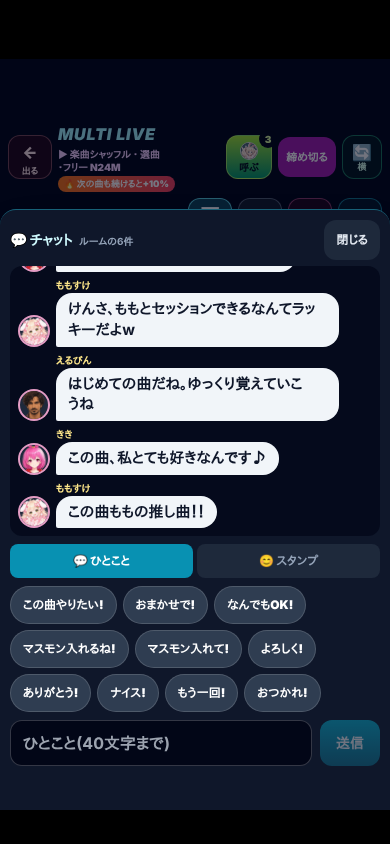 MULTI LIVE
← 出る
▶ 楽曲シャッフル・選曲
・フリー N24M
🔥 次の曲も続けると+10%
3
呼ぶ
締め切る
横
💬 チャット ルームの6件
閉じる
ももすけ
けんさ、ももとセッションできるなんてラッ
キーだよw
えるびん
はじめての曲だね。ゆっくり覚えていこ
うね
きき
この曲、私とても好きなんです♪
ももすけ
この曲ももの推し曲!!
💬 ひとこと
😊 スタンプ
この曲やりたい!
おまかせで!
なんでもOK!
マスモン入れるね!
マスモン入れて!
よろしく!
ありがとう!
ナイス!
もう一回!
おつかれ!
ひとこと(40文字まで)
送信